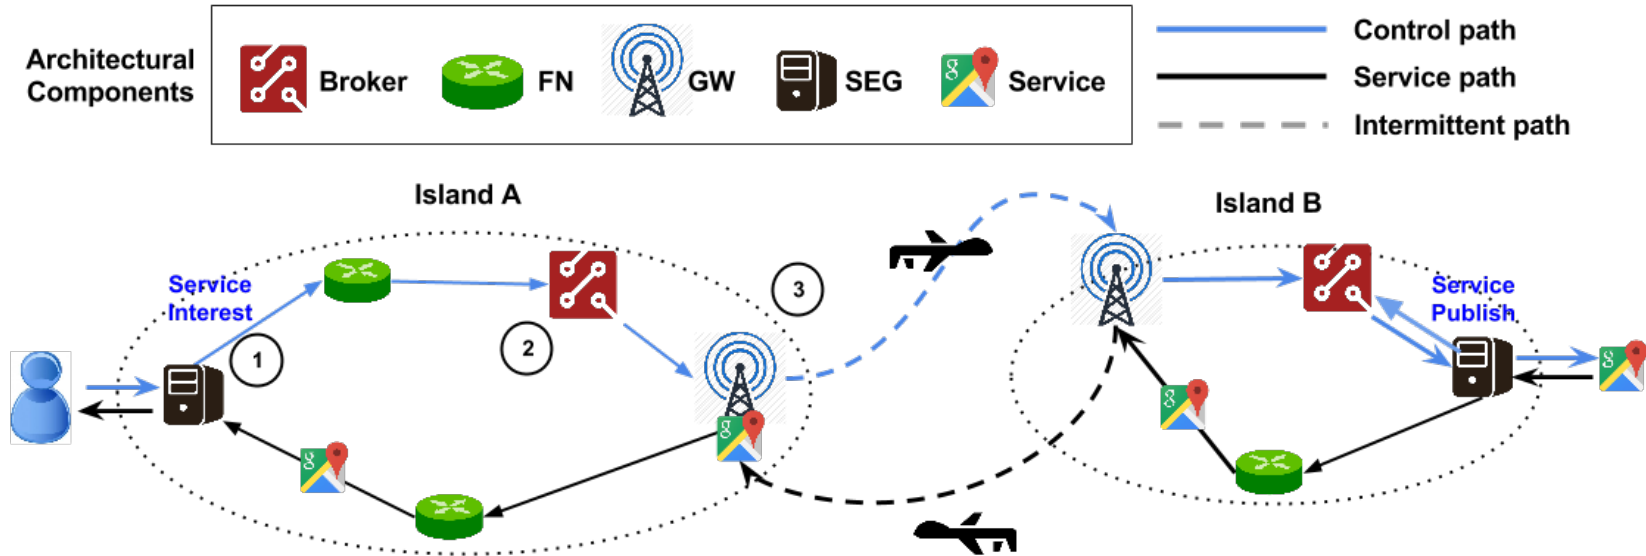 Architectural
Components
Broker
FN
GW
SEG
Service
Control path
Service path
Intermittent path
Island A
Island B
Service
Interest
1
2
3
Service
Publish